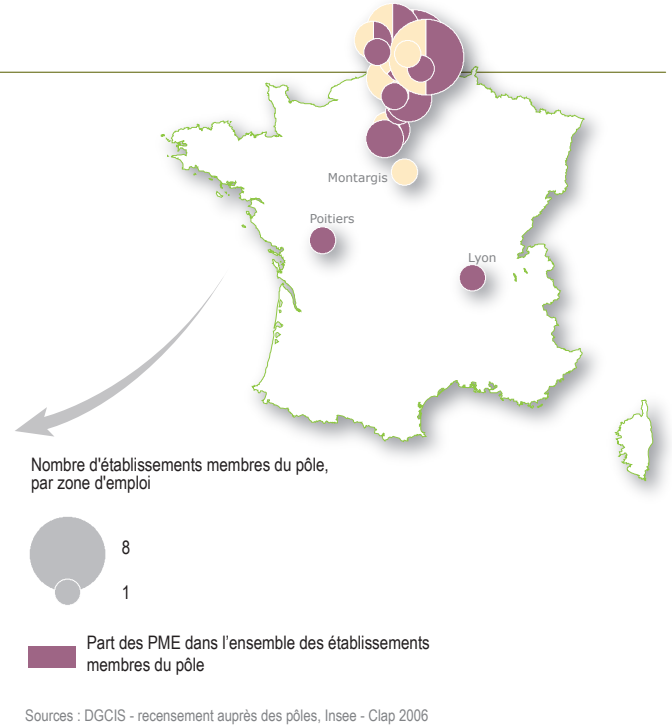 Montargis
Poitiers
Lyon
Nombre d'établissements membres du pôle,
par zone d'emploi
8
1
Part des PME dans l’ensemble des établissements
membres du pôle
Sources : DGCIS - recensement auprès des pôles, Insee - Clap 2006